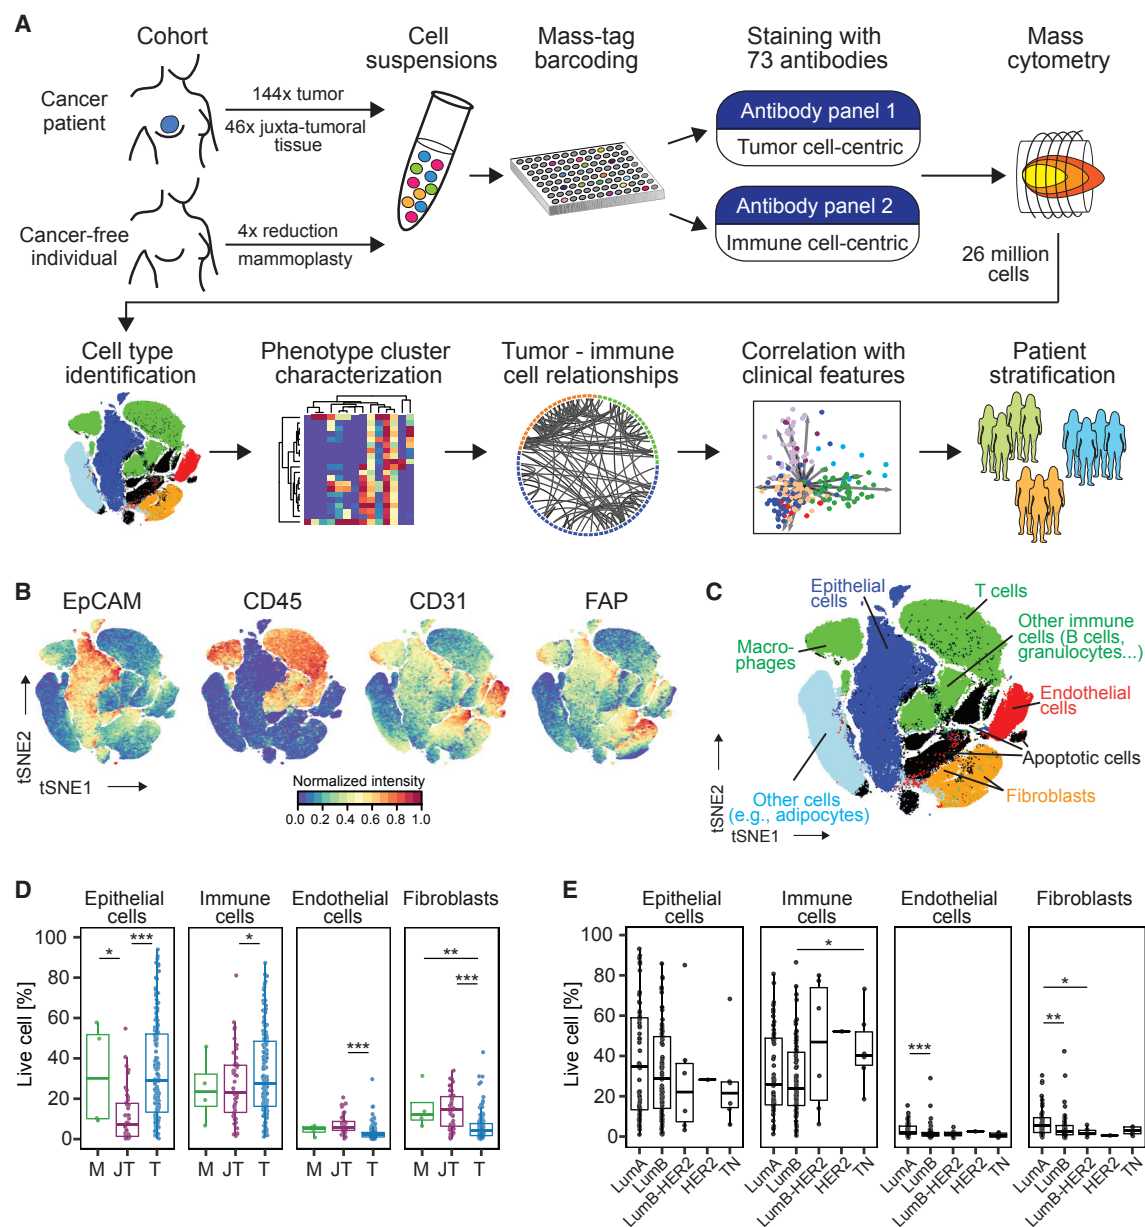 A
Cohort
Cell
suspensions
Mass-tag
barcoding
Staining with
73 antibodies
Mass
cytometry
Cancer
patient
144x tumor
46x juxta-tumoral
tissue
Antibody panel 1
Tumor cell-centric
Antibody panel 2
Immune cell-centric
Cancer-free
individual
4x reduction
mammoplasty
26 million
cells
Cell type
identification
Phenotype cluster
characterization
Tumor - immune
cell relationships
Correlation with
clinical features
Patient
stratification
B
EpCAM
CD45
CD31
FAP
tSNE2
tSNE1
Normalized intensity
0.0 0.2 0.4 0.6 0.8 1.0
C
Epithelial
cells
T cells
Macro-
phages
Other immune
cells (B cells,
granulocytes...)
Endothelial
cells
Apoptotic cells
Fibroblasts
Other cells
(e.g., adipocytes)
tSNE2
tSNE1
D
Epithelial
cells
Immune
cells
Endothelial
cells
Fibroblasts
Live cell [%]
100
80
60
40
20
0
* ***
*
***
**
***
M JT T
M JT T
M JT T
M JT T
E
Epithelial
cells
Immune
cells
Endothelial
cells
Fibroblasts
Live cell [%]
100
80
60
40
20
0
*
***
*
**
LumA LumB LumB-HER2 HER2 TN
LumA LumB LumB-HER2 HER2 TN
LumA LumB LumB-HER2 HER2 TN
LumA LumB LumB-HER2 HER2 TN